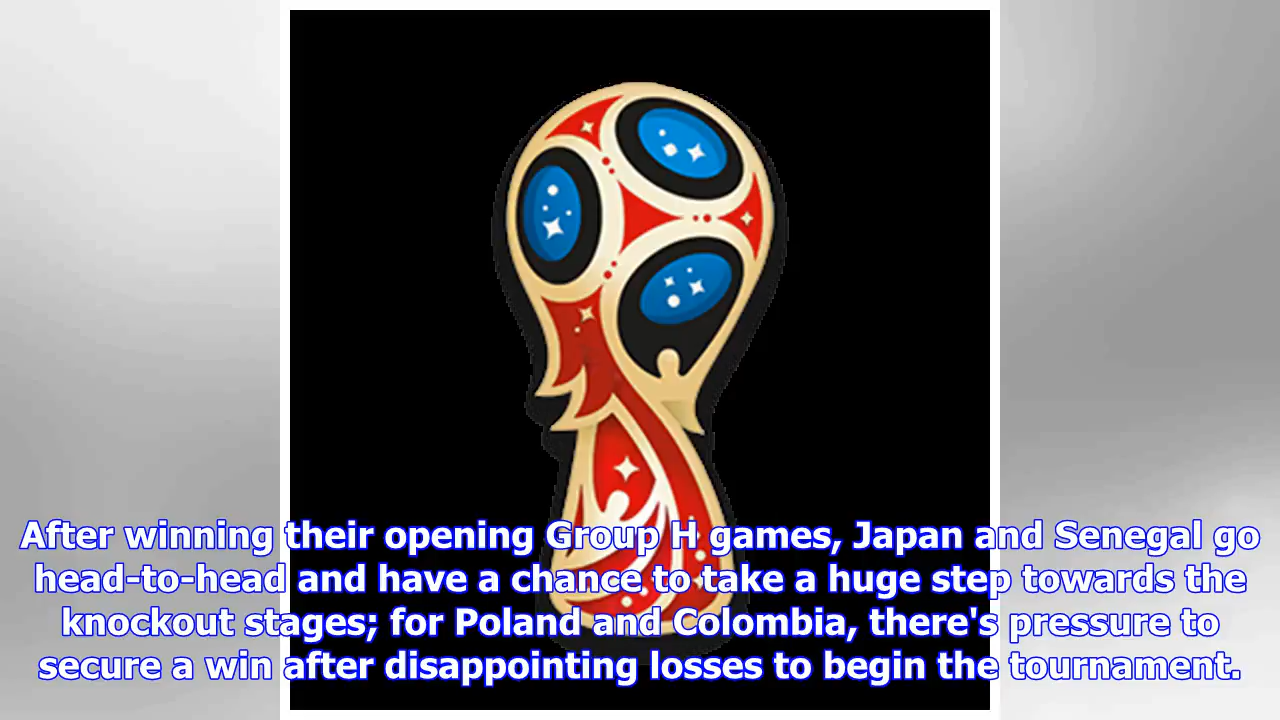 After winning their opening Group H games, Japan and Senegal go
head-to-head and have a chance to take a huge step towards the
knockout stages; for Poland and Colombia, there's pressure to
secure a win after disappointing losses to begin the tournament.